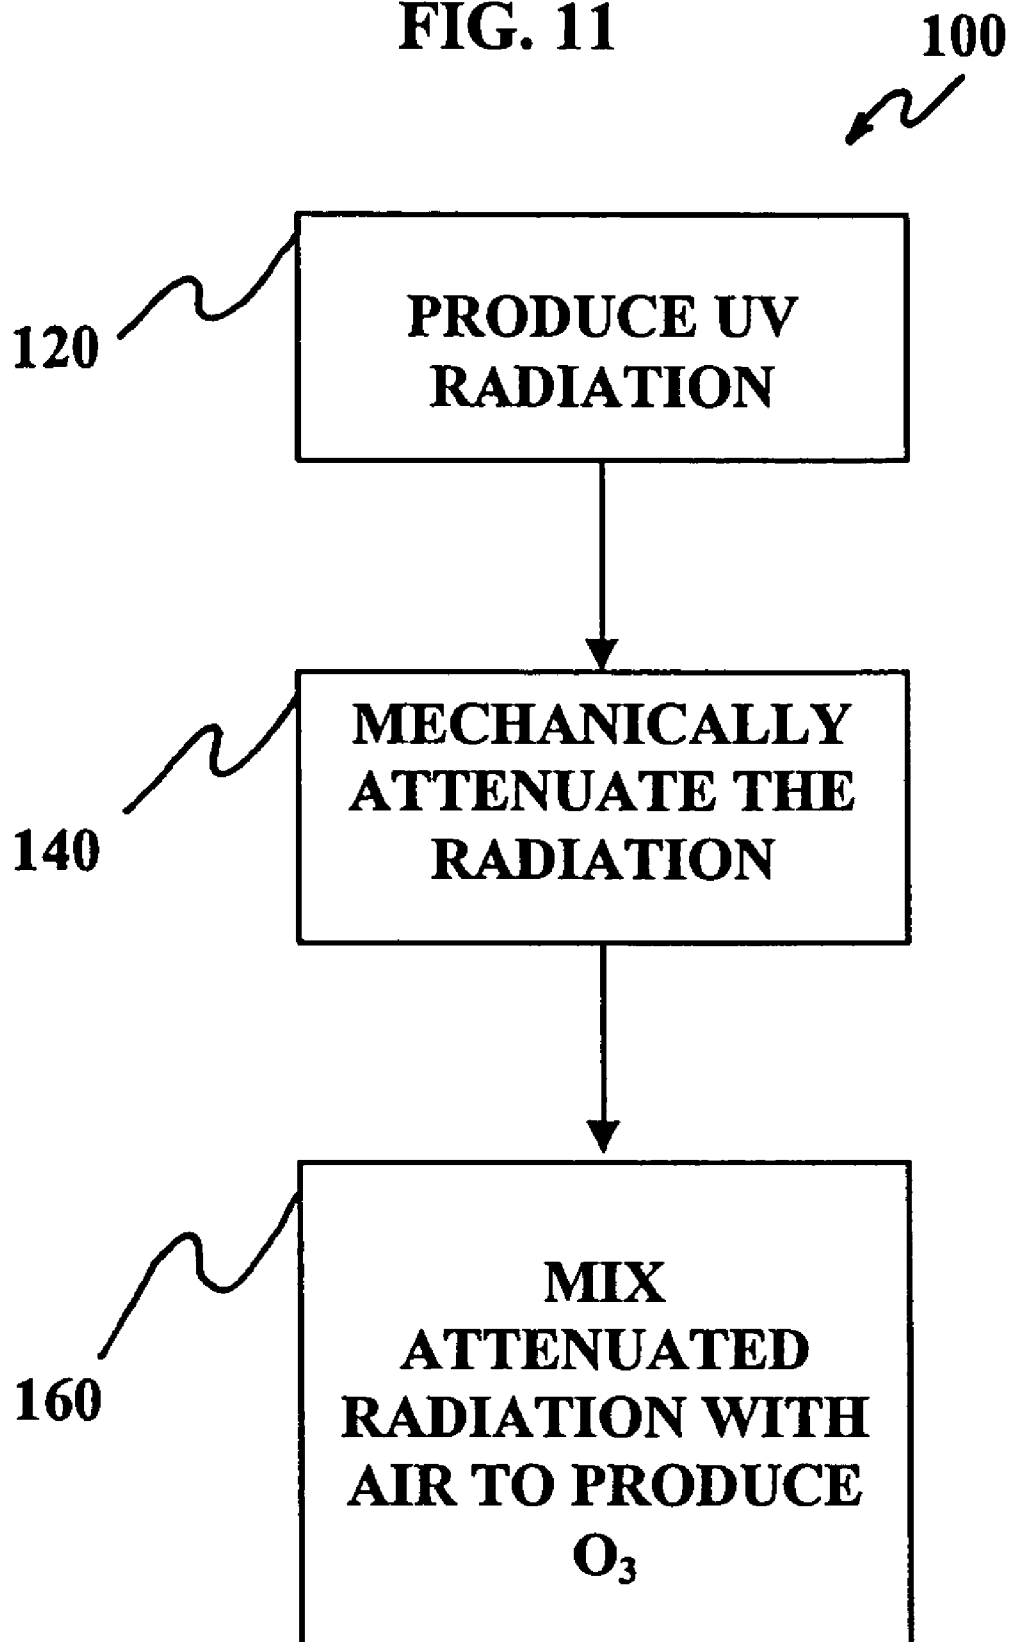 FIG. 11
100
PRODUCE UV
RADIATION
120
MECHANICALLY
ATTENUATE THE
RADIATION
140
MIX
ATTENUATED
RADIATION WITH
AIR TO PRODUCE
O₃
160